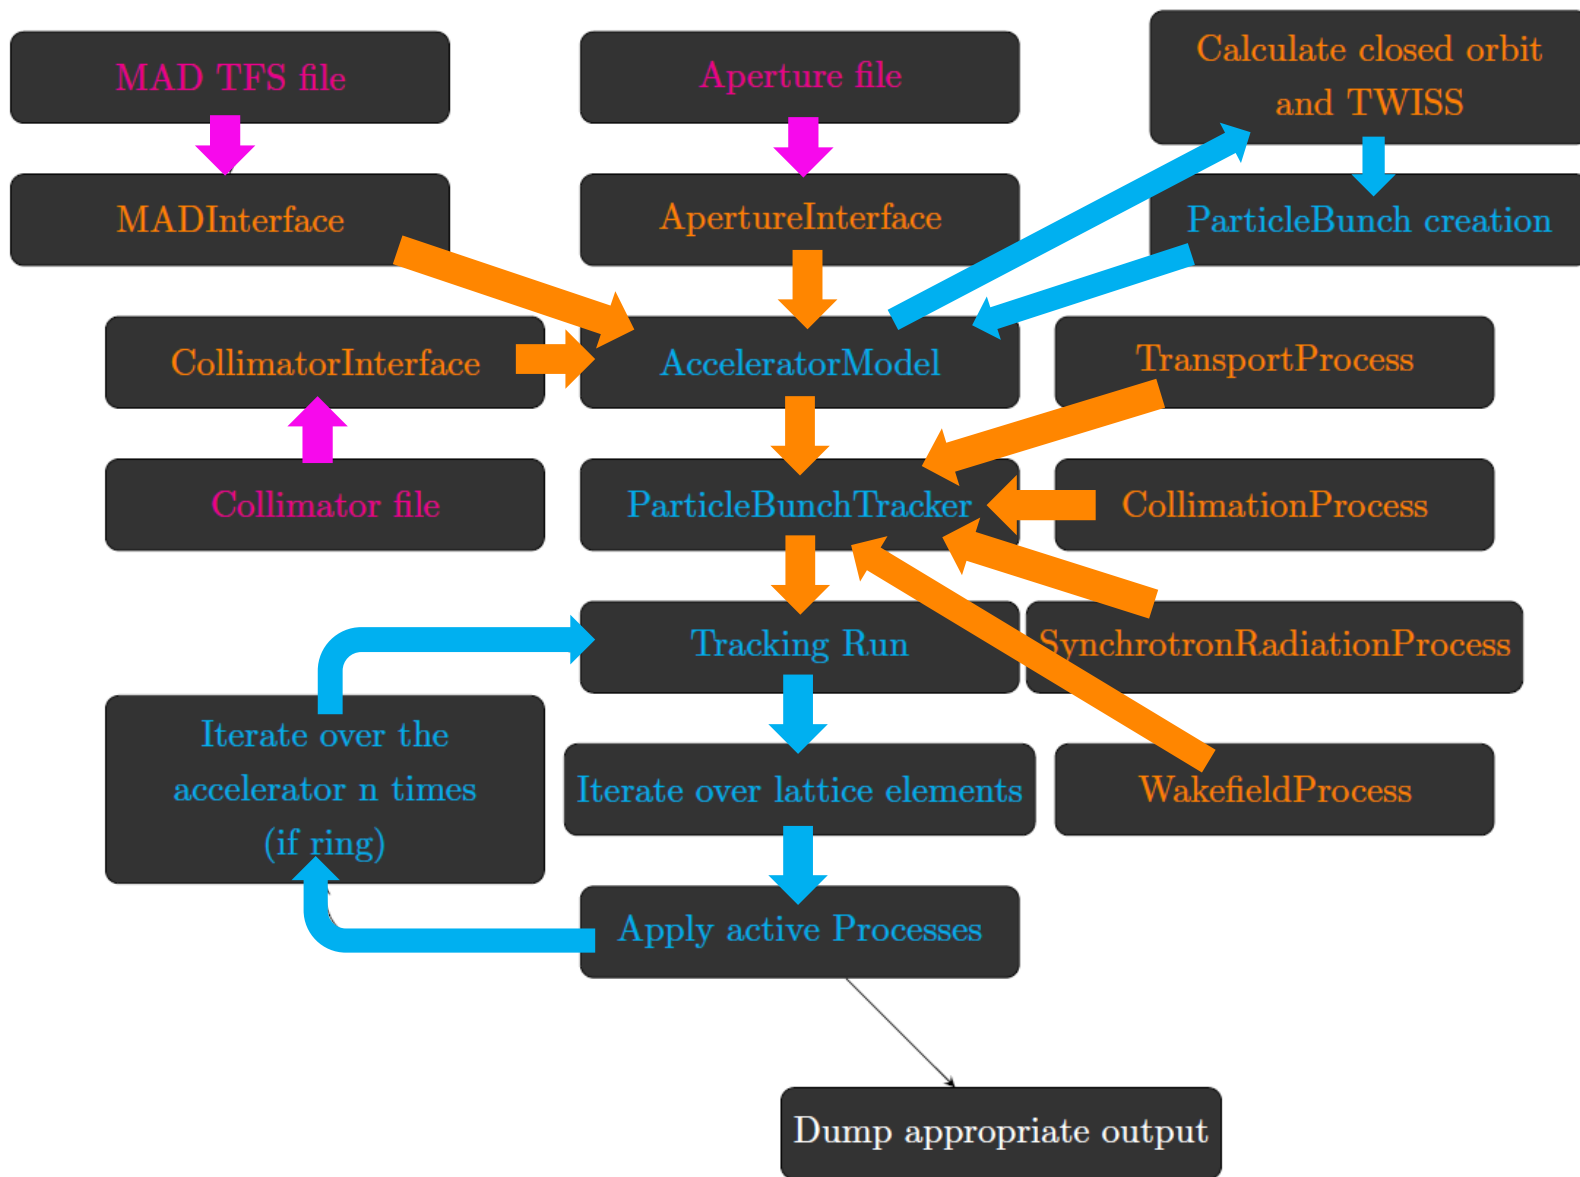 MAD TFS file
Aperture file
Calculate closed orbit
and TWISS
MADInterface
ApertureInterface
ParticleBunch creation
CollimatorInterface
AcceleratorModel
TransportProcess
Collimator file
ParticleBunchTracker
CollimationProcess
Tracking Run
SynchrotronRadiationProcess
Iterate over the
accelerator n times
(if ring)
Iterate over lattice elements
WakefieldProcess
Apply active Processes
Dump appropriate output